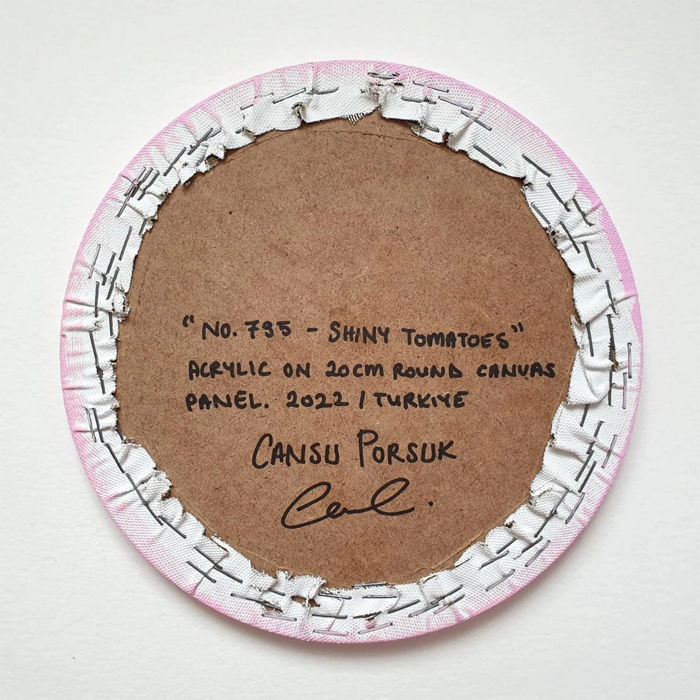 "NO. 795 - SHINY TOMATOES"
ACRYLIC ON 20CM ROUND CANVAS
PANEL. 2022 / TURKIYE
CANSU PORSUK